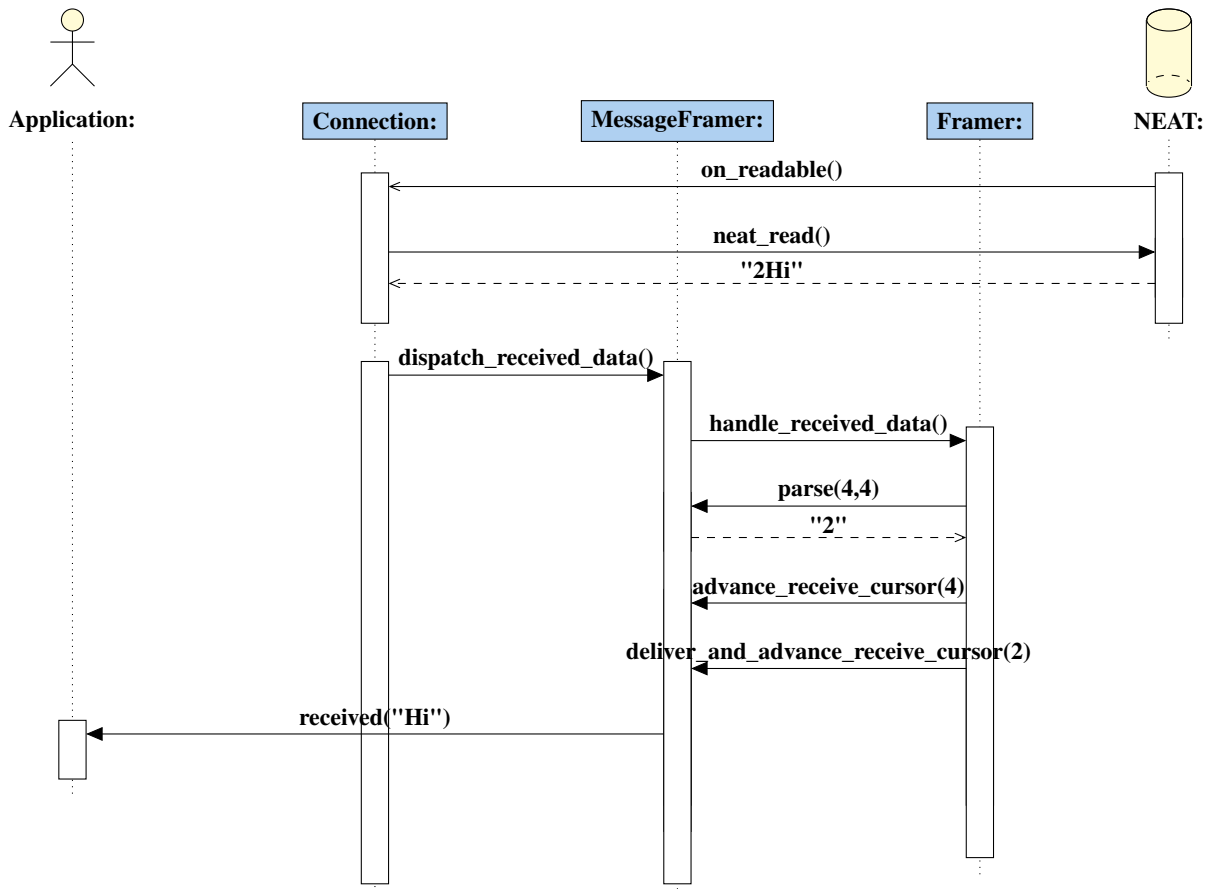 Application:
Connection:
MessageFramer:
Framer:
NEAT:
on_readable()
neat_read()
"2Hi"
dispatch_received_data()
handle_received_data()
parse(4,4)
"2"
advance_receive_cursor(4)
deliver_and_advance_receive_cursor(2)
received("Hi")